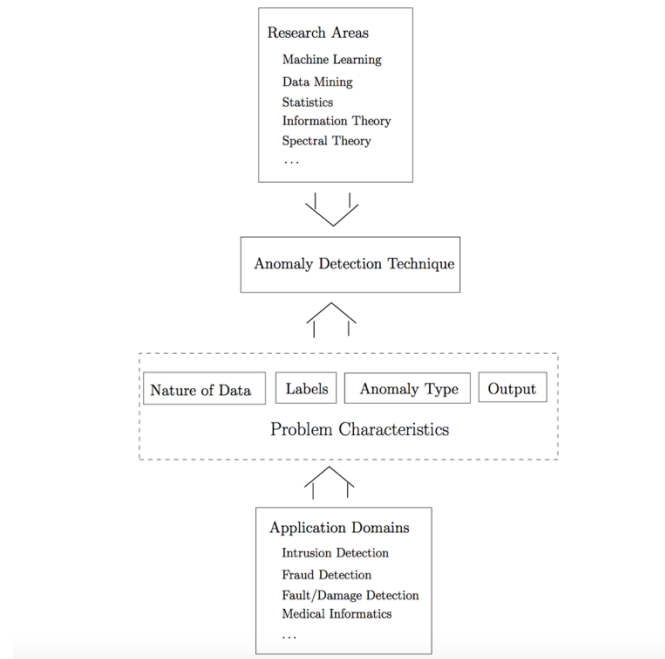 Research Areas
Machine Learning
Data Mining
Statistics
Information Theory
Spectral Theory
...
Anomaly Detection Technique
Nature of Data Labels Anomaly Type Output
Problem Characteristics
Application Domains
Intrusion Detection
Fraud Detection
Fault/Damage Detection
Medical Informatics
...